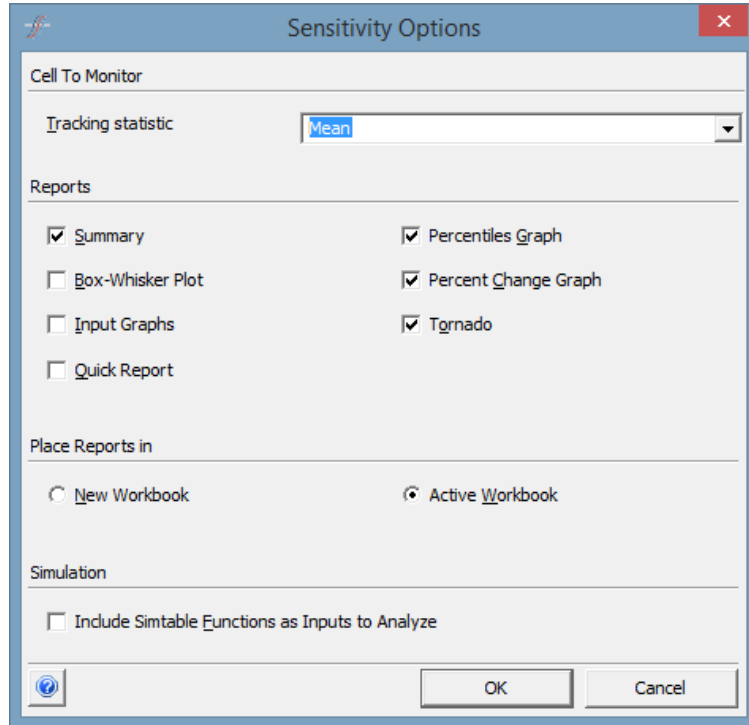 Sensitivity Options
Cell To Monitor
Tracking statistic Mean
Reports
Summary Percentiles Graph
Box-Whisker Plot Percent Change Graph
Input Graphs Tornado
Quick Report
Place Reports in
New Workbook Active Workbook
Simulation
Include Simtable Functions as Inputs to Analyze
? OK Cancel